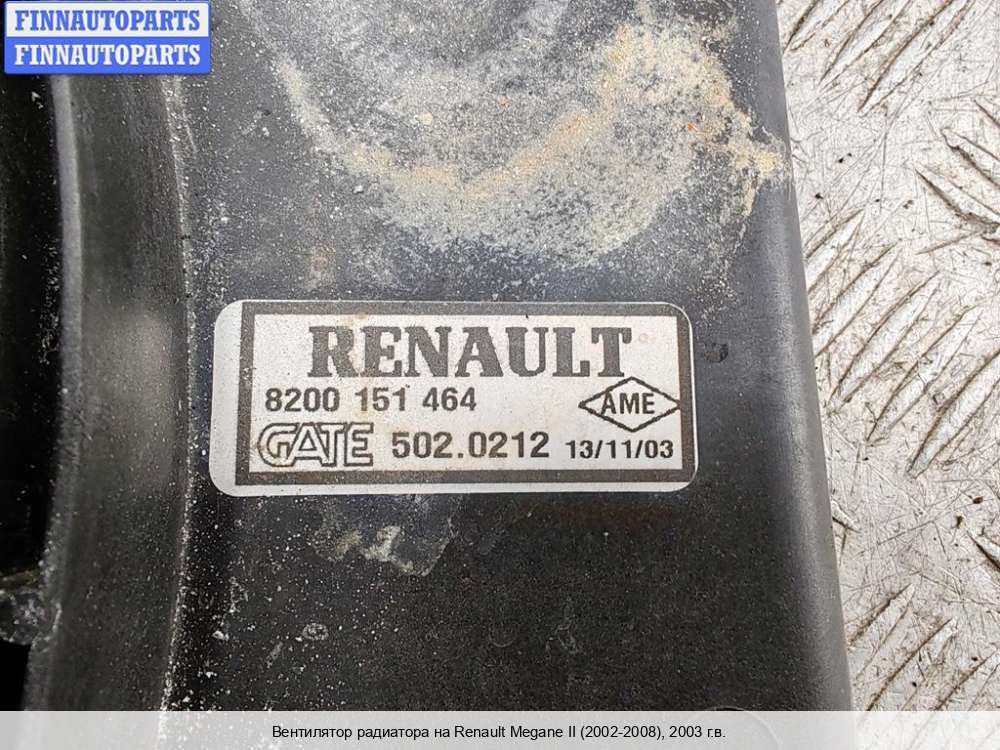 FINNAUTOPARTS
FINNAUTOPARTS
RENAULT
8200 151 464
AME
GATE 502.0212 13/11/03
Вентилятор радиатора на Renault Megane II (2002-2008), 2003 г.в.